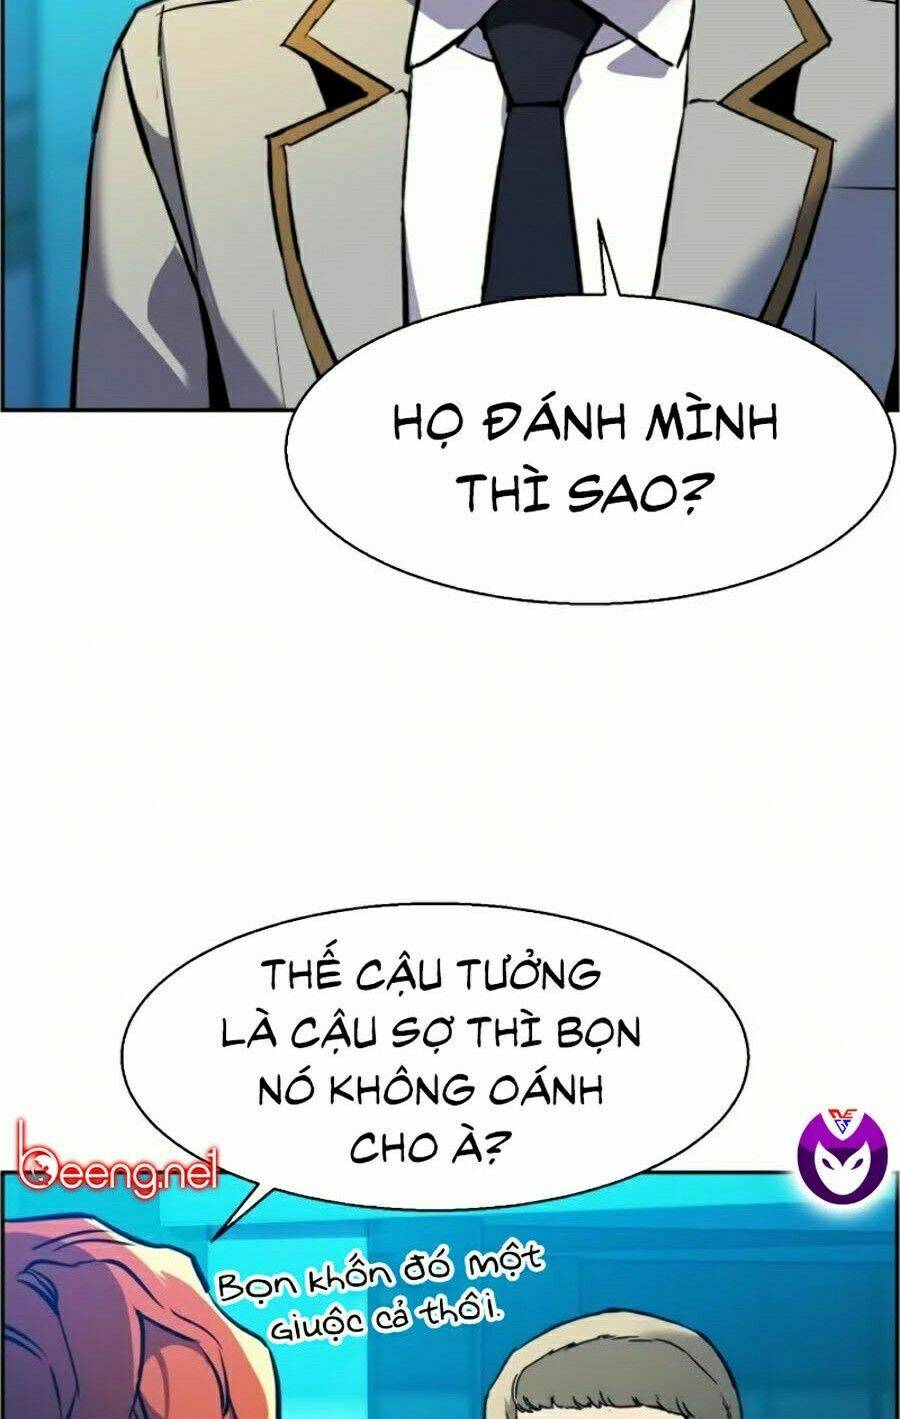 HỌ ĐÁNH MÌNH
THÌ SAO?
THẾ CẬU TƯỞNG
LÀ CẬU SỢ THÌ BỌN
NÓ KHÔNG OÁNH
CHO À?
beeng.net
Bọn khốn đó một
giuộc cả thôi.